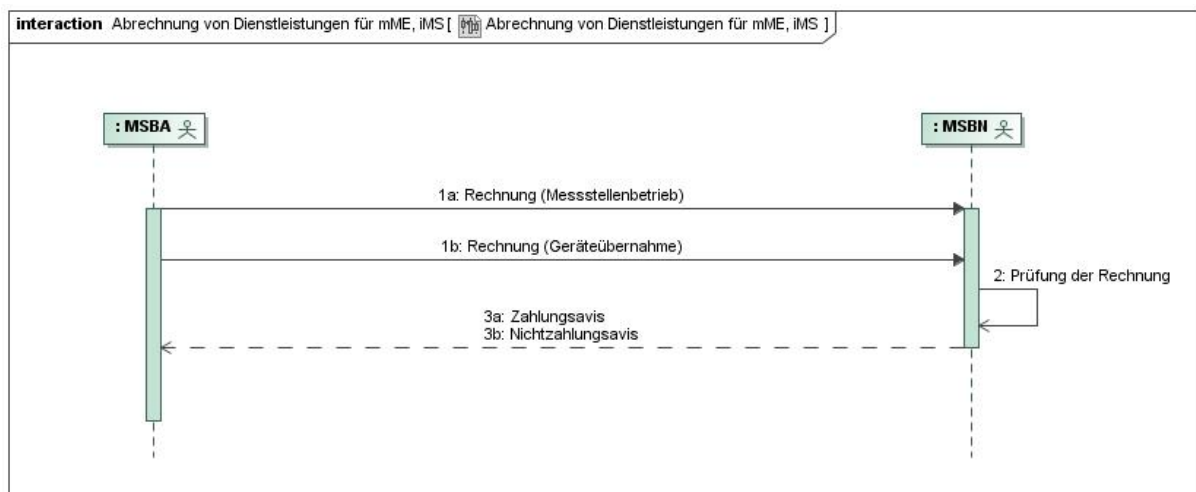 interaction Abrechnung von Dienstleistungen für mME, iMS [ Abrechnung von Dienstleistungen für mME, iMS ]
: MSBA
: MSBN
1a: Rechnung (Messstellenbetrieb)
1b: Rechnung (Geräteübernahme)
2: Prüfung der Rechnung
3a: Zahlungsavis
3b: Nichtzahlungsavis